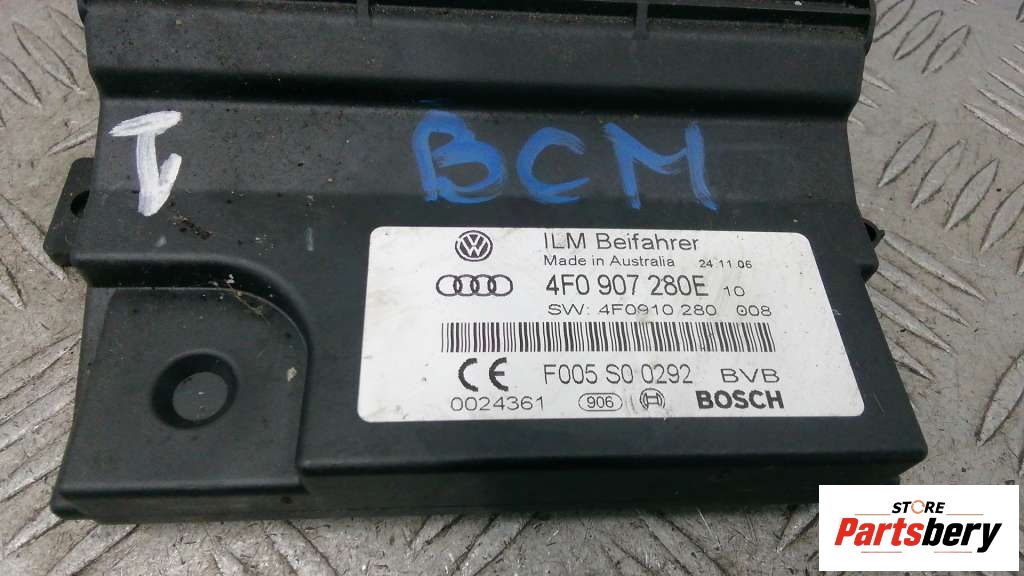 I
BCM
ILM Beifahrer
Made in Australia 24.11.06
4F0 907 280E 10
SW: 4F0910 280 008
CE F005 S0 0292 BVB
0024361 906 BOSCH
STORE
Partsbery